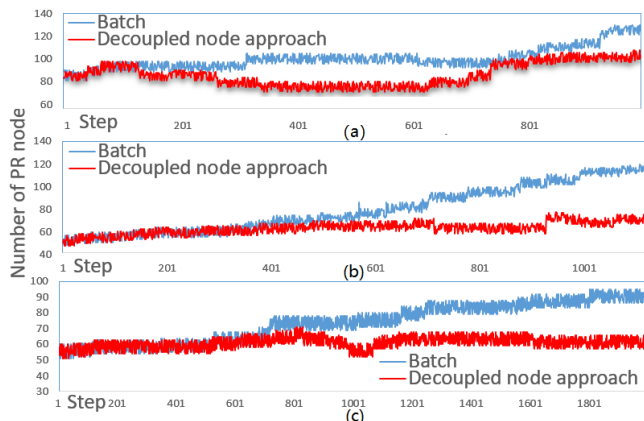 140
Batch
120
Decoupled node approach
100
80
60
1 Step 201 401 601 801
(a)
Number of PR node
140
Batch
120
Decoupled node approach
100
80
60
40
1 Step 201 401 601 801 1001
(b)
100
90
80
70
60
50
40
30
Batch
Decoupled node approach
1 Step 201 401 601 801 1001 1201 1401 1601 1801
(c)